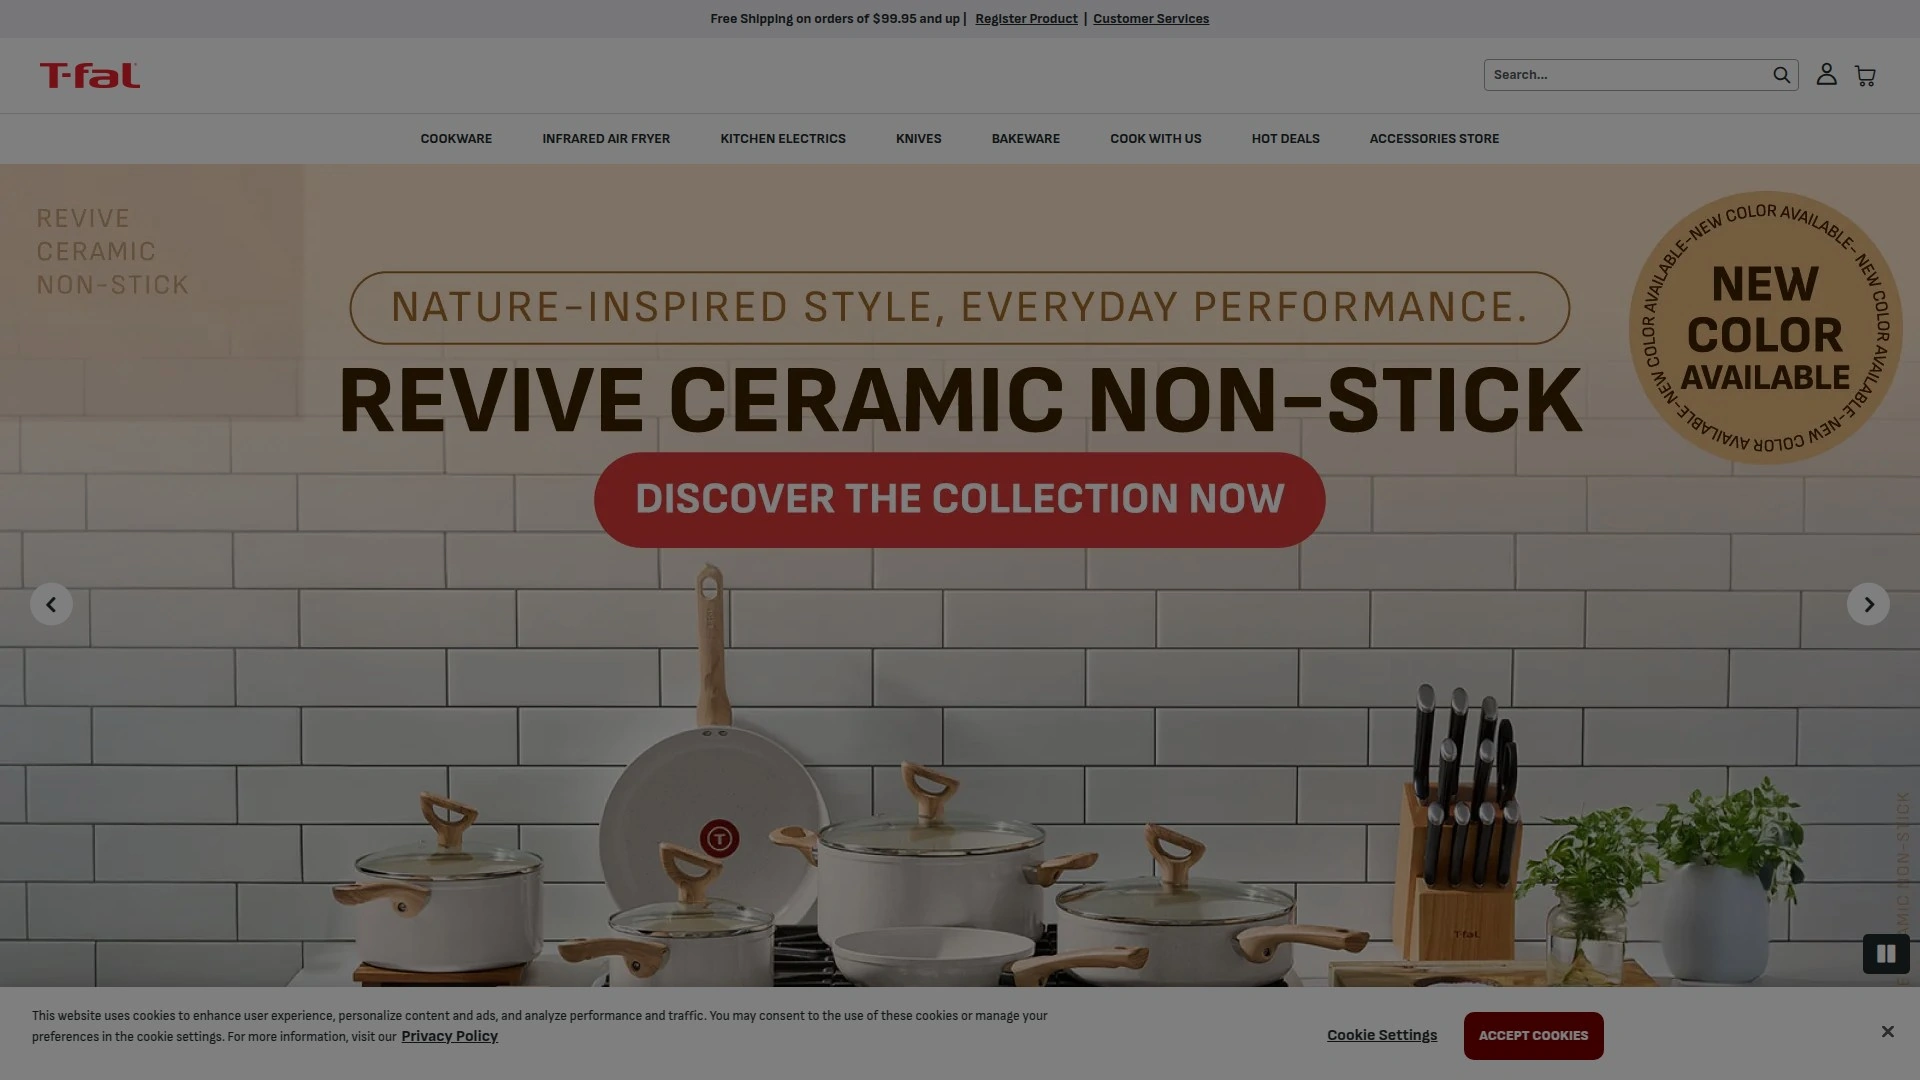 Free Shipping on orders of $99.95 and up | Register Product | Customer Services
T-fal
Search...
COOKWARE
INFRARED AIR FRYER
KITCHEN ELECTRICS
KNIVES
BAKEWARE
COOK WITH US
HOT DEALS
ACCESSORIES STORE
REVIVE
CERAMIC
NON-STICK
NATURE-INSPIRED STYLE, EVERYDAY PERFORMANCE.
REVIVE CERAMIC NON-STICK
DISCOVER THE COLLECTION NOW
NEW COLOR AVAILABLE-NEW COLOR AVAILABLE-NEW COLOR AVAILABLE-NEW COLOR AVAILABLE-
NEW
COLOR
AVAILABLE
T-fal
NON-STICK
This website uses cookies to enhance user experience, personalize content and ads, and analyze performance and traffic. You may consent to the use of these cookies or manage your
preferences in the cookie settings. For more information, visit our Privacy Policy
Cookie Settings
ACCEPT COOKIES